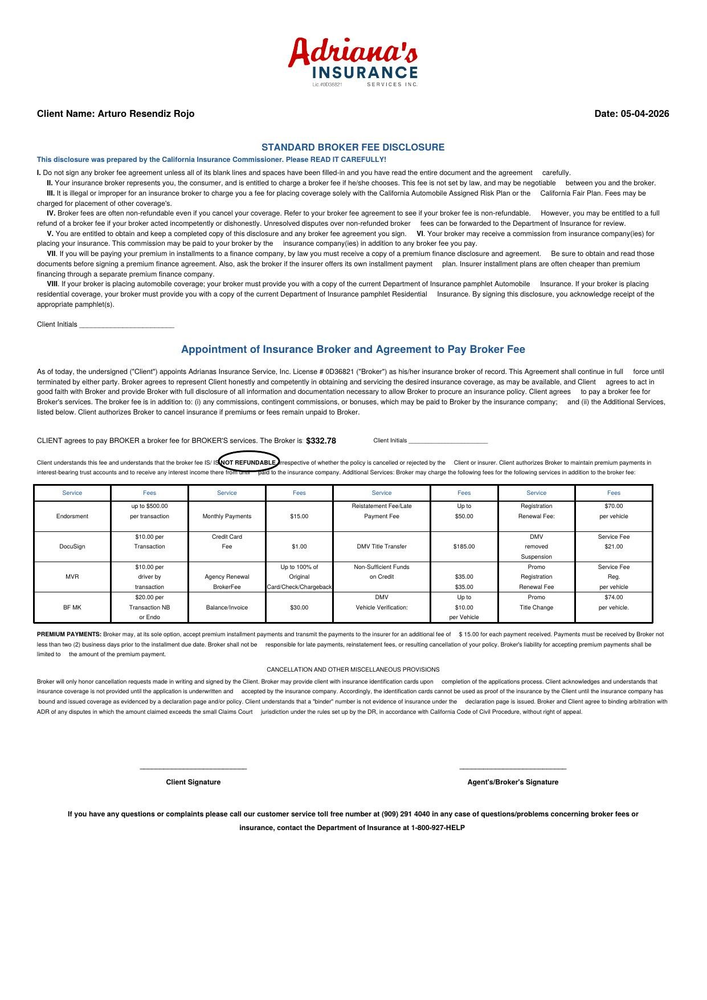 Adriana's
INSURANCE
Lic.#0D36821 SERVICES INC.
Client Name: Arturo Resendiz Rojo Date: 05-04-2026
STANDARD BROKER FEE DISCLOSURE
This disclosure was prepared by the California Insurance Commissioner. Please READ IT CAREFULLY!
I. Do not sign any broker fee agreement unless all of its blank lines and spaces have been filled-in and you have read the entire document and the agreement carefully.
II. Your insurance broker represents you, the consumer, and is entitled to charge a broker fee if he/she chooses. This fee is not set by law, and may be negotiable between you and the broker.
III. It is illegal or improper for an insurance broker to charge you a fee for placing coverage solely with the California Automobile Assigned Risk Plan or the California Fair Plan. Fees may be
charged for placement of other coverage's.
IV. Broker fees are often non-refundable even if you cancel your coverage. Refer to your broker fee agreement to see if your broker fee is non-refundable. However, you may be entitled to a full
refund of a broker fee if your broker acted incompetently or dishonestly. Unresolved disputes over non-refunded broker fees can be forwarded to the Department of Insurance for review.
V. You are entitled to obtain and keep a completed copy of this disclosure and any broker fee agreement you sign. VI. Your broker may receive a commission from insurance company(ies) for
placing your insurance. This commission may be paid to your broker by the insurance company(ies) in addition to any broker fee you pay.
VII. If you will be paying your premium in installments to a finance company, by law you must receive a copy of a premium finance disclosure and agreement. Be sure to obtain and read those
documents before signing a premium finance agreement. Also, ask the broker if the insurer offers its own installment payment plan. Insurer installment plans are often cheaper than premium
financing through a separate premium finance company.
VIII. If your broker is placing automobile coverage; your broker must provide you with a copy of the current Department of Insurance pamphlet Automobile Insurance. If your broker is placing
residential coverage, your broker must provide you with a copy of the current Department of Insurance pamphlet Residential Insurance. By signing this disclosure, you acknowledge receipt of the
appropriate pamphlet(s).
Client Initials ________________________
Appointment of Insurance Broker and Agreement to Pay Broker Fee
As of today, the undersigned ("Client") appoints Adrianas Insurance Service, Inc. License # 0D36821 ("Broker") as his/her insurance broker of record. This Agreement shall continue in full force until
terminated by either party. Broker agrees to represent Client honestly and competently in obtaining and servicing the desired insurance coverage, as may be available, and Client agrees to act in
good faith with Broker and provide Broker with full disclosure of all information and documentation necessary to allow Broker to procure an insurance policy. Client agrees to pay a broker fee for
Broker's services. The broker fee is in addition to: (i) any commissions, contingent commissions, or bonuses, which may be paid to Broker by the insurance company; and (ii) the Additional Services,
listed below. Client authorizes Broker to cancel insurance if premiums or fees remain unpaid to Broker.
CLIENT agrees to pay BROKER a broker fee for BROKER'S services. The Broker is: $332.78 Client Initials ________________________
Client understands this fee and understands that the broker fee IS/ IS NOT REFUNDABLE irrespective of whether the policy is cancelled or rejected by the Client or insurer. Client authorizes Broker to maintain premium payments in
interest-bearing trust accounts and to receive any interest income there from until paid to the insurance company. Additional Services: Broker may charge the following fees for the following services in addition to the broker fee:
Service Fees Service Fees Service Fees Service Fees
up to $500.00 Reistatement Fee/Late Up to Registration $70.00
Endorsment per transaction Monthly Payments $15.00 Payment Fee $50.00 Renewal Fee: per vehicle
$10.00 per Credit Card DMV Service Fee
DocuSign Transaction Fee $1.00 DMV Title Transfer $185.00 removed $21.00
Suspension
$10.00 per Up to 100% of Non-Sufficient Funds Promo Service Fee
MVR driver by Agency Renewal Original on Credit $35.00 Registration Reg.
transaction BrokerFee Card/Check/Chargeback $35.00 Renewal Fee per vehicle
$20.00 per DMV Up to Promo $74.00
BF MK Transaction NB Balance/Invoice $30.00 Vehicle Verification: $10.00 Title Change per vehicle.
or Endo per Vehicle
PREMIUM PAYMENTS: Broker may, at its sole option, accept premium installment payments and transmit the payments to the insurer for an additional fee of $ 15.00 for each payment received. Payments must be received by Broker not
less than two (2) business days prior to the installment due date. Broker shall not be responsible for late payments, reinstatement fees, or resulting cancellation of your policy. Broker's liability for accepting premium payments shall be
limited to the amount of the premium payment.
CANCELLATION AND OTHER MISCELLANEOUS PROVISIONS
Broker will only honor cancellation requests made in writing and signed by the Client. Broker may provide client with insurance identification cards upon completion of the applications process. Client acknowledges and understands that
insurance coverage is not provided until the application is underwritten and accepted by the insurance company. Accordingly, the identification cards cannot be used as proof of the insurance by the Client until the insurance company has
bound and issued coverage as evidenced by a declaration page and/or policy. Client understands that a "binder" number is not evidence of insurance under the declaration page is issued. Broker and Client agree to binding arbitration with
ADR of any disputes in which the amount claimed exceeds the small Claims Court jurisdiction under the rules set up by the DR, in accordance with California Code of Civil Procedure, without right of appeal.
___________________________ ___________________________
Client Signature Agent's/Broker's Signature
If you have any questions or complaints please call our customer service toll free number at (909) 291 4040 in any case of questions/problems concerning broker fees or
insurance, contact the Department of Insurance at 1-800-927-HELP